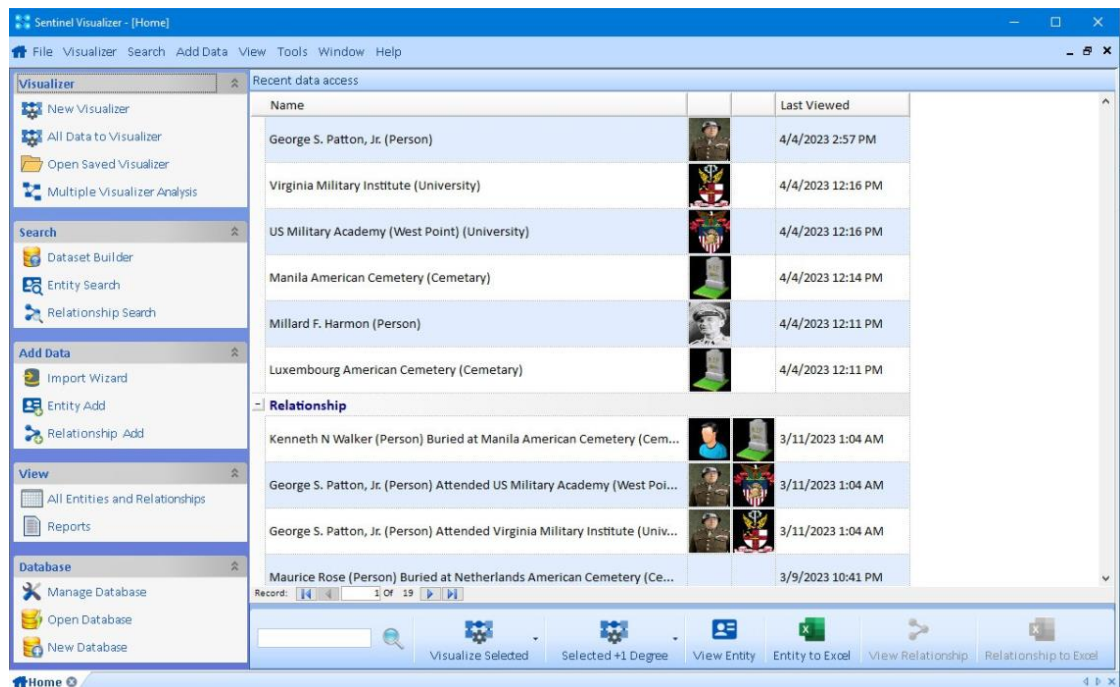 Sentinel Visualizer - [Home]
File Visualizer Search Add Data View Tools Window Help
Visualizer
New Visualizer
All Data to Visualizer
Open Saved Visualizer
Multiple Visualizer Analysis
Search
Dataset Builder
Entity Search
Relationship Search
Add Data
Import Wizard
Entity Add
Relationship Add
View
All Entities and Relationships
Reports
Database
Manage Database
Open Database
New Database
Recent data access
Name Last Viewed
George S. Patton, Jr. (Person) 4/4/2023 2:57 PM
Virginia Military Institute (University) 4/4/2023 12:16 PM
US Military Academy (West Point) (University) 4/4/2023 12:16 PM
Manila American Cemetery (Cemetary) 4/4/2023 12:14 PM
Millard F. Harmon (Person) 4/4/2023 12:11 PM
Luxembourg American Cemetery (Cemetary) 4/4/2023 12:11 PM
Relationship
Kenneth N Walker (Person) Buried at Manila American Cemetery (Cem... 3/11/2023 1:04 AM
George S. Patton, Jr. (Person) Attended US Military Academy (West Poi... 3/11/2023 1:04 AM
George S. Patton, Jr. (Person) Attended Virginia Military Institute (Univ... 3/11/2023 1:04 AM
Maurice Rose (Person) Buried at Netherlands American Cemetery (Ce... 3/9/2023 10:41 PM
Record: 1 Of 19
Visualize Selected Selected +1 Degree View Entity Entity to Excel View Relationship Relationship to Excel
Home